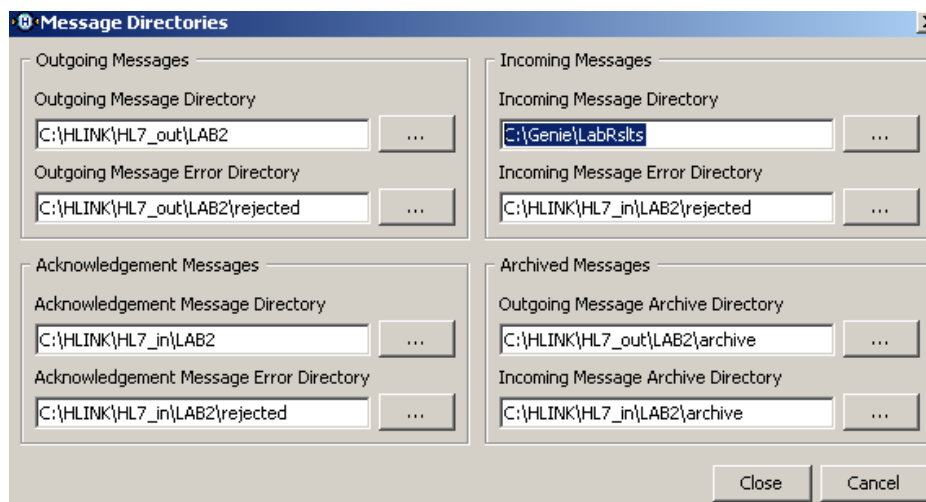 Message Directories
Outgoing Messages
Outgoing Message Directory
C:\HLINK\HL7_out\LAB2
...
Outgoing Message Error Directory
C:\HLINK\HL7_out\LAB2\rejected
...
Incoming Messages
Incoming Message Directory
C:\Genie\LabRslts
...
Incoming Message Error Directory
C:\HLINK\HL7_in\LAB2\rejected
...
Acknowledgement Messages
Acknowledgement Message Directory
C:\HLINK\HL7_in\LAB2
...
Acknowledgement Message Error Directory
C:\HLINK\HL7_in\LAB2\rejected
...
Archived Messages
Outgoing Message Archive Directory
C:\HLINK\HL7_out\LAB2\archive
...
Incoming Message Archive Directory
C:\HLINK\HL7_in\LAB2\archive
...
Close
Cancel